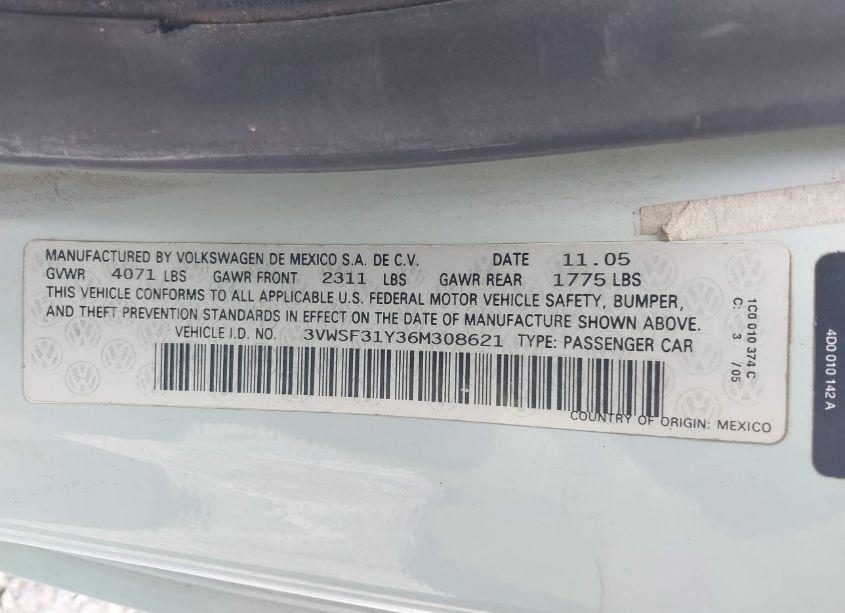 MANUFACTURED BY VOLKSWAGEN DE MEXICO S.A. DE C.V. DATE 11.05
GVWR 4071 LBS GAWR FRONT 2311 LBS GAWR REAR 1775 LBS
THIS VEHICLE CONFORMS TO ALL APPLICABLE U.S. FEDERAL MOTOR VEHICLE SAFETY, BUMPER,
AND THEFT PREVENTION STANDARDS IN EFFECT ON THE DATE OF MANUFACTURE SHOWN ABOVE.
VEHICLE I.D. NO. 3VWSF31Y36M308621 TYPE: PASSENGER CAR
COUNTRY OF ORIGIN: MEXICO
1C0 010 374 C
C: 3 /05
4D0 010 142 A